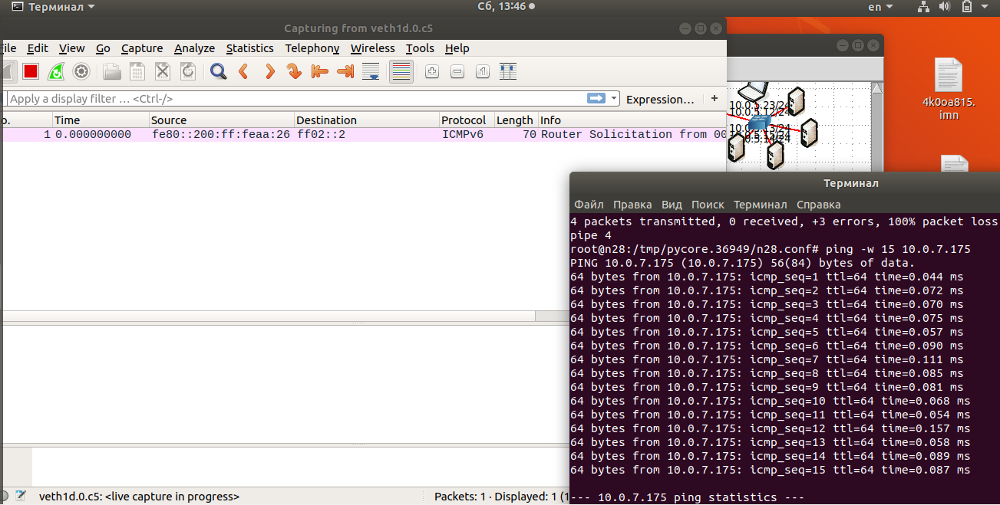 Терминал
Сб, 13:46
en
Capturing from veth1d.0.c5
ile Edit View Go Capture Analyze Statistics Telephony Wireless Tools Help
Apply a display filter … <Ctrl-/>
Expression…
+
o. Time Source Destination Protocol Length Info
1 0.000000000 fe80::200:ff:feaa:26 ff02::2 ICMPv6 70 Router Solicitation from 00
10.0.5.23/24
10.0.5.12/24
4k0oa815.
imn
Терминал
Файл Правка Вид Поиск Терминал Справка
4 packets transmitted, 0 received, +3 errors, 100% packet loss
pipe 4
root@n28:/tmp/pycore.36949/n28.conf# ping -w 15 10.0.7.175
PING 10.0.7.175 (10.0.7.175) 56(84) bytes of data.
64 bytes from 10.0.7.175: icmp_seq=1 ttl=64 time=0.044 ms
64 bytes from 10.0.7.175: icmp_seq=2 ttl=64 time=0.072 ms
64 bytes from 10.0.7.175: icmp_seq=3 ttl=64 time=0.070 ms
64 bytes from 10.0.7.175: icmp_seq=4 ttl=64 time=0.075 ms
64 bytes from 10.0.7.175: icmp_seq=5 ttl=64 time=0.057 ms
64 bytes from 10.0.7.175: icmp_seq=6 ttl=64 time=0.090 ms
64 bytes from 10.0.7.175: icmp_seq=7 ttl=64 time=0.111 ms
64 bytes from 10.0.7.175: icmp_seq=8 ttl=64 time=0.085 ms
64 bytes from 10.0.7.175: icmp_seq=9 ttl=64 time=0.081 ms
64 bytes from 10.0.7.175: icmp_seq=10 ttl=64 time=0.068 ms
64 bytes from 10.0.7.175: icmp_seq=11 ttl=64 time=0.054 ms
64 bytes from 10.0.7.175: icmp_seq=12 ttl=64 time=0.157 ms
64 bytes from 10.0.7.175: icmp_seq=13 ttl=64 time=0.058 ms
64 bytes from 10.0.7.175: icmp_seq=14 ttl=64 time=0.089 ms
64 bytes from 10.0.7.175: icmp_seq=15 ttl=64 time=0.087 ms
--- 10.0.7.175 ping statistics ---
veth1d.0.c5: <live capture in progress>
Packets: 1 · Displayed: 1 (1